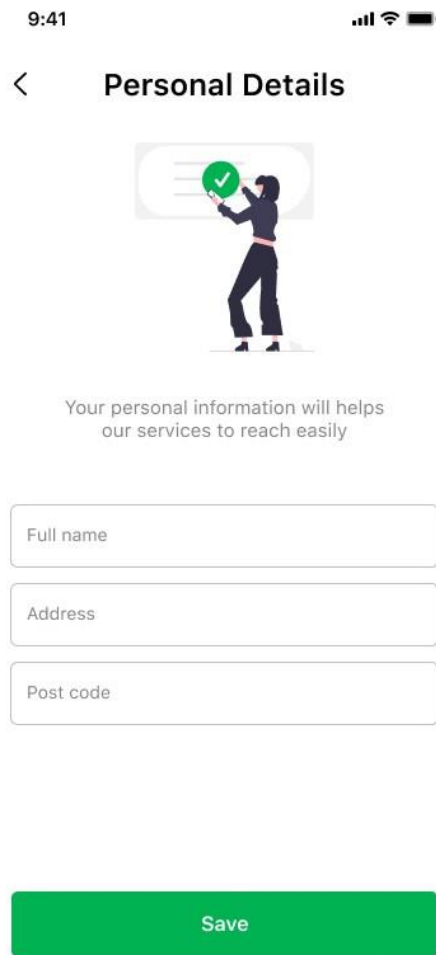 9:41
Personal Details
Your personal information will helps
our services to reach easily
Full name
Address
Post code
Save